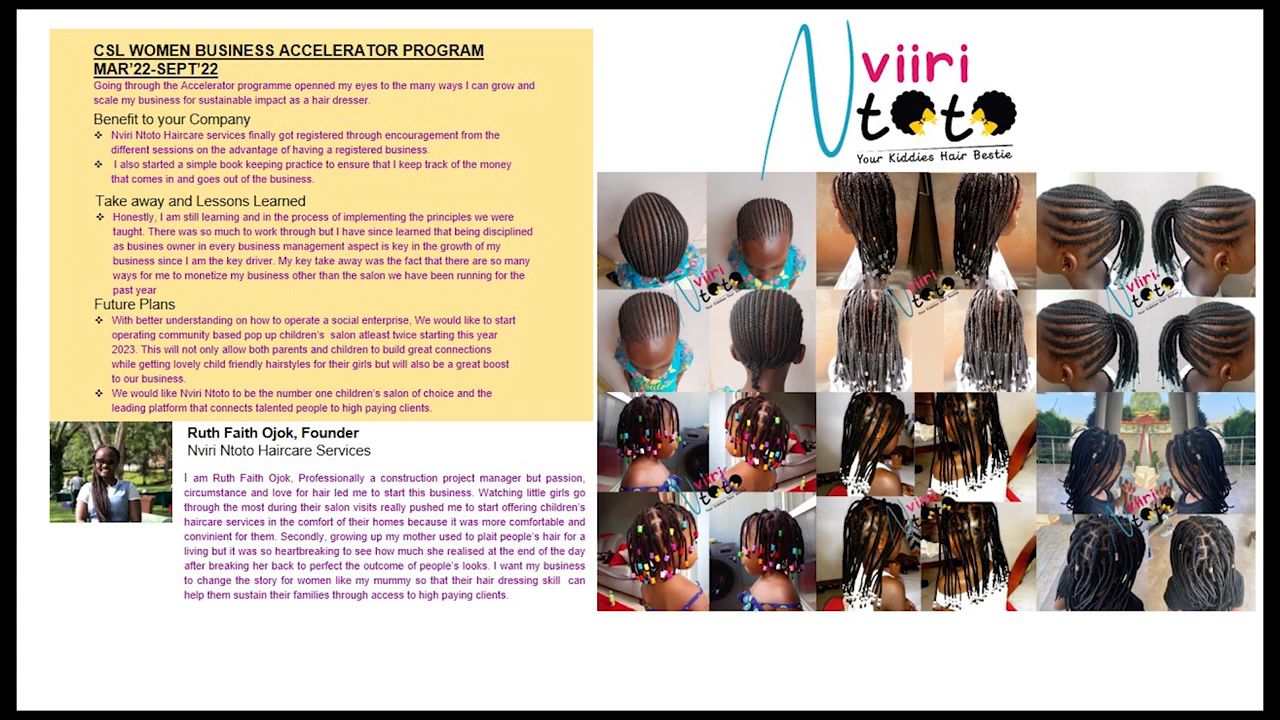 CSL WOMEN BUSINESS ACCELERATOR PROGRAM
MAR'22-SEPT'22
Going through the Accelerator programme openned my eyes to the many ways I can grow and
scale my business for sustainable impact as a hair dresser.
Benefit to your Company
❖ Nviri Ntoto Haircare services finally got registered through encouragement from the
different sessions on the advantage of having a registered business.
❖ I also started a simple book keeping practice to ensure that I keep track of the money
that comes in and goes out of the business.
Take away and Lessons Learned
❖ Honestly, I am still learning and in the process of implementing the principles we were
taught. There was so much to work through but I have since learned that being disciplined
as busines owner in every business management aspect is key in the growth of my
business since I am the key driver. My key take away was the fact that there are so many
ways for me to monetize my business other than the salon we have been running for the
past year
Future Plans
❖ With better understanding on how to operate a social enterprise, We would like to start
operating community based pop up children's salon atleast twice starting this year
2023. This will not only allow both parents and children to build great connections
while getting lovely child friendly hairstyles for their girls but will also be a great boost
to our business.
❖ We would like Nviri Ntoto to be the number one children's salon of choice and the
leading platform that connects talented people to high paying clients.
Ruth Faith Ojok, Founder
Nviri Ntoto Haircare Services
I am Ruth Faith Ojok, Professionally a construction project manager but passion,
circumstance and love for hair led me to start this business. Watching little girls go
through the most during their salon visits really pushed me to start offering children's
haircare services in the comfort of their homes because it was more comfortable and
convinient for them. Secondly, growing up my mother used to plait people's hair for a
living but it was so heartbreaking to see how much she realised at the end of the day
after breaking her back to perfect the outcome of people's looks. I want my business
to change the story for women like my mummy so that their hair dressing skill can
help them sustain their families through access to high paying clients.
Nviiri
Ntoto
Your Kiddies Hair Bestie